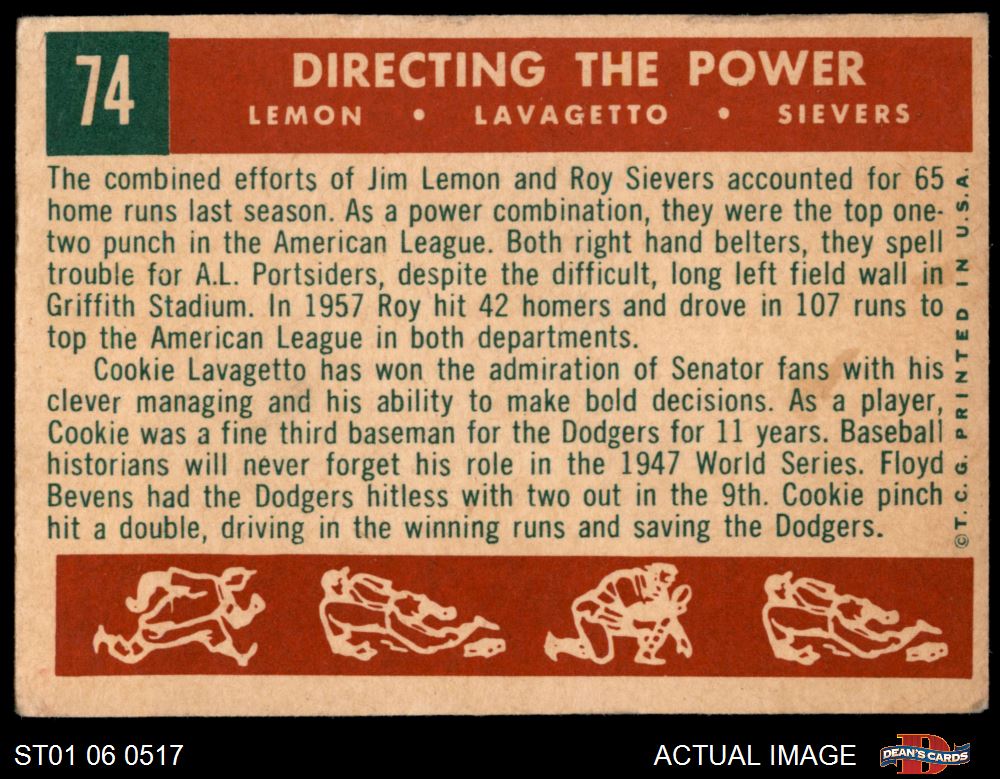 74
DIRECTING THE POWER
LEMON • LAVAGETTO • SIEVERS
The combined efforts of Jim Lemon and Roy Sievers accounted for 65
home runs last season. As a power combination, they were the top one-
two punch in the American League. Both right hand belters, they spell
trouble for A.L. Portsiders, despite the difficult, long left field wall in
Griffith Stadium. In 1957 Roy hit 42 homers and drove in 107 runs to
top the American League in both departments.
Cookie Lavagetto has won the admiration of Senator fans with his
clever managing and his ability to make bold decisions. As a player,
Cookie was a fine third baseman for the Dodgers for 11 years. Baseball
historians will never forget his role in the 1947 World Series. Floyd
Bevens had the Dodgers hitless with two out in the 9th. Cookie pinch
hit a double, driving in the winning runs and saving the Dodgers.
©T. C. G. PRINTED IN U.S.A.
ST01 06 0517
ACTUAL IMAGE
D
DEAN'S CARDS